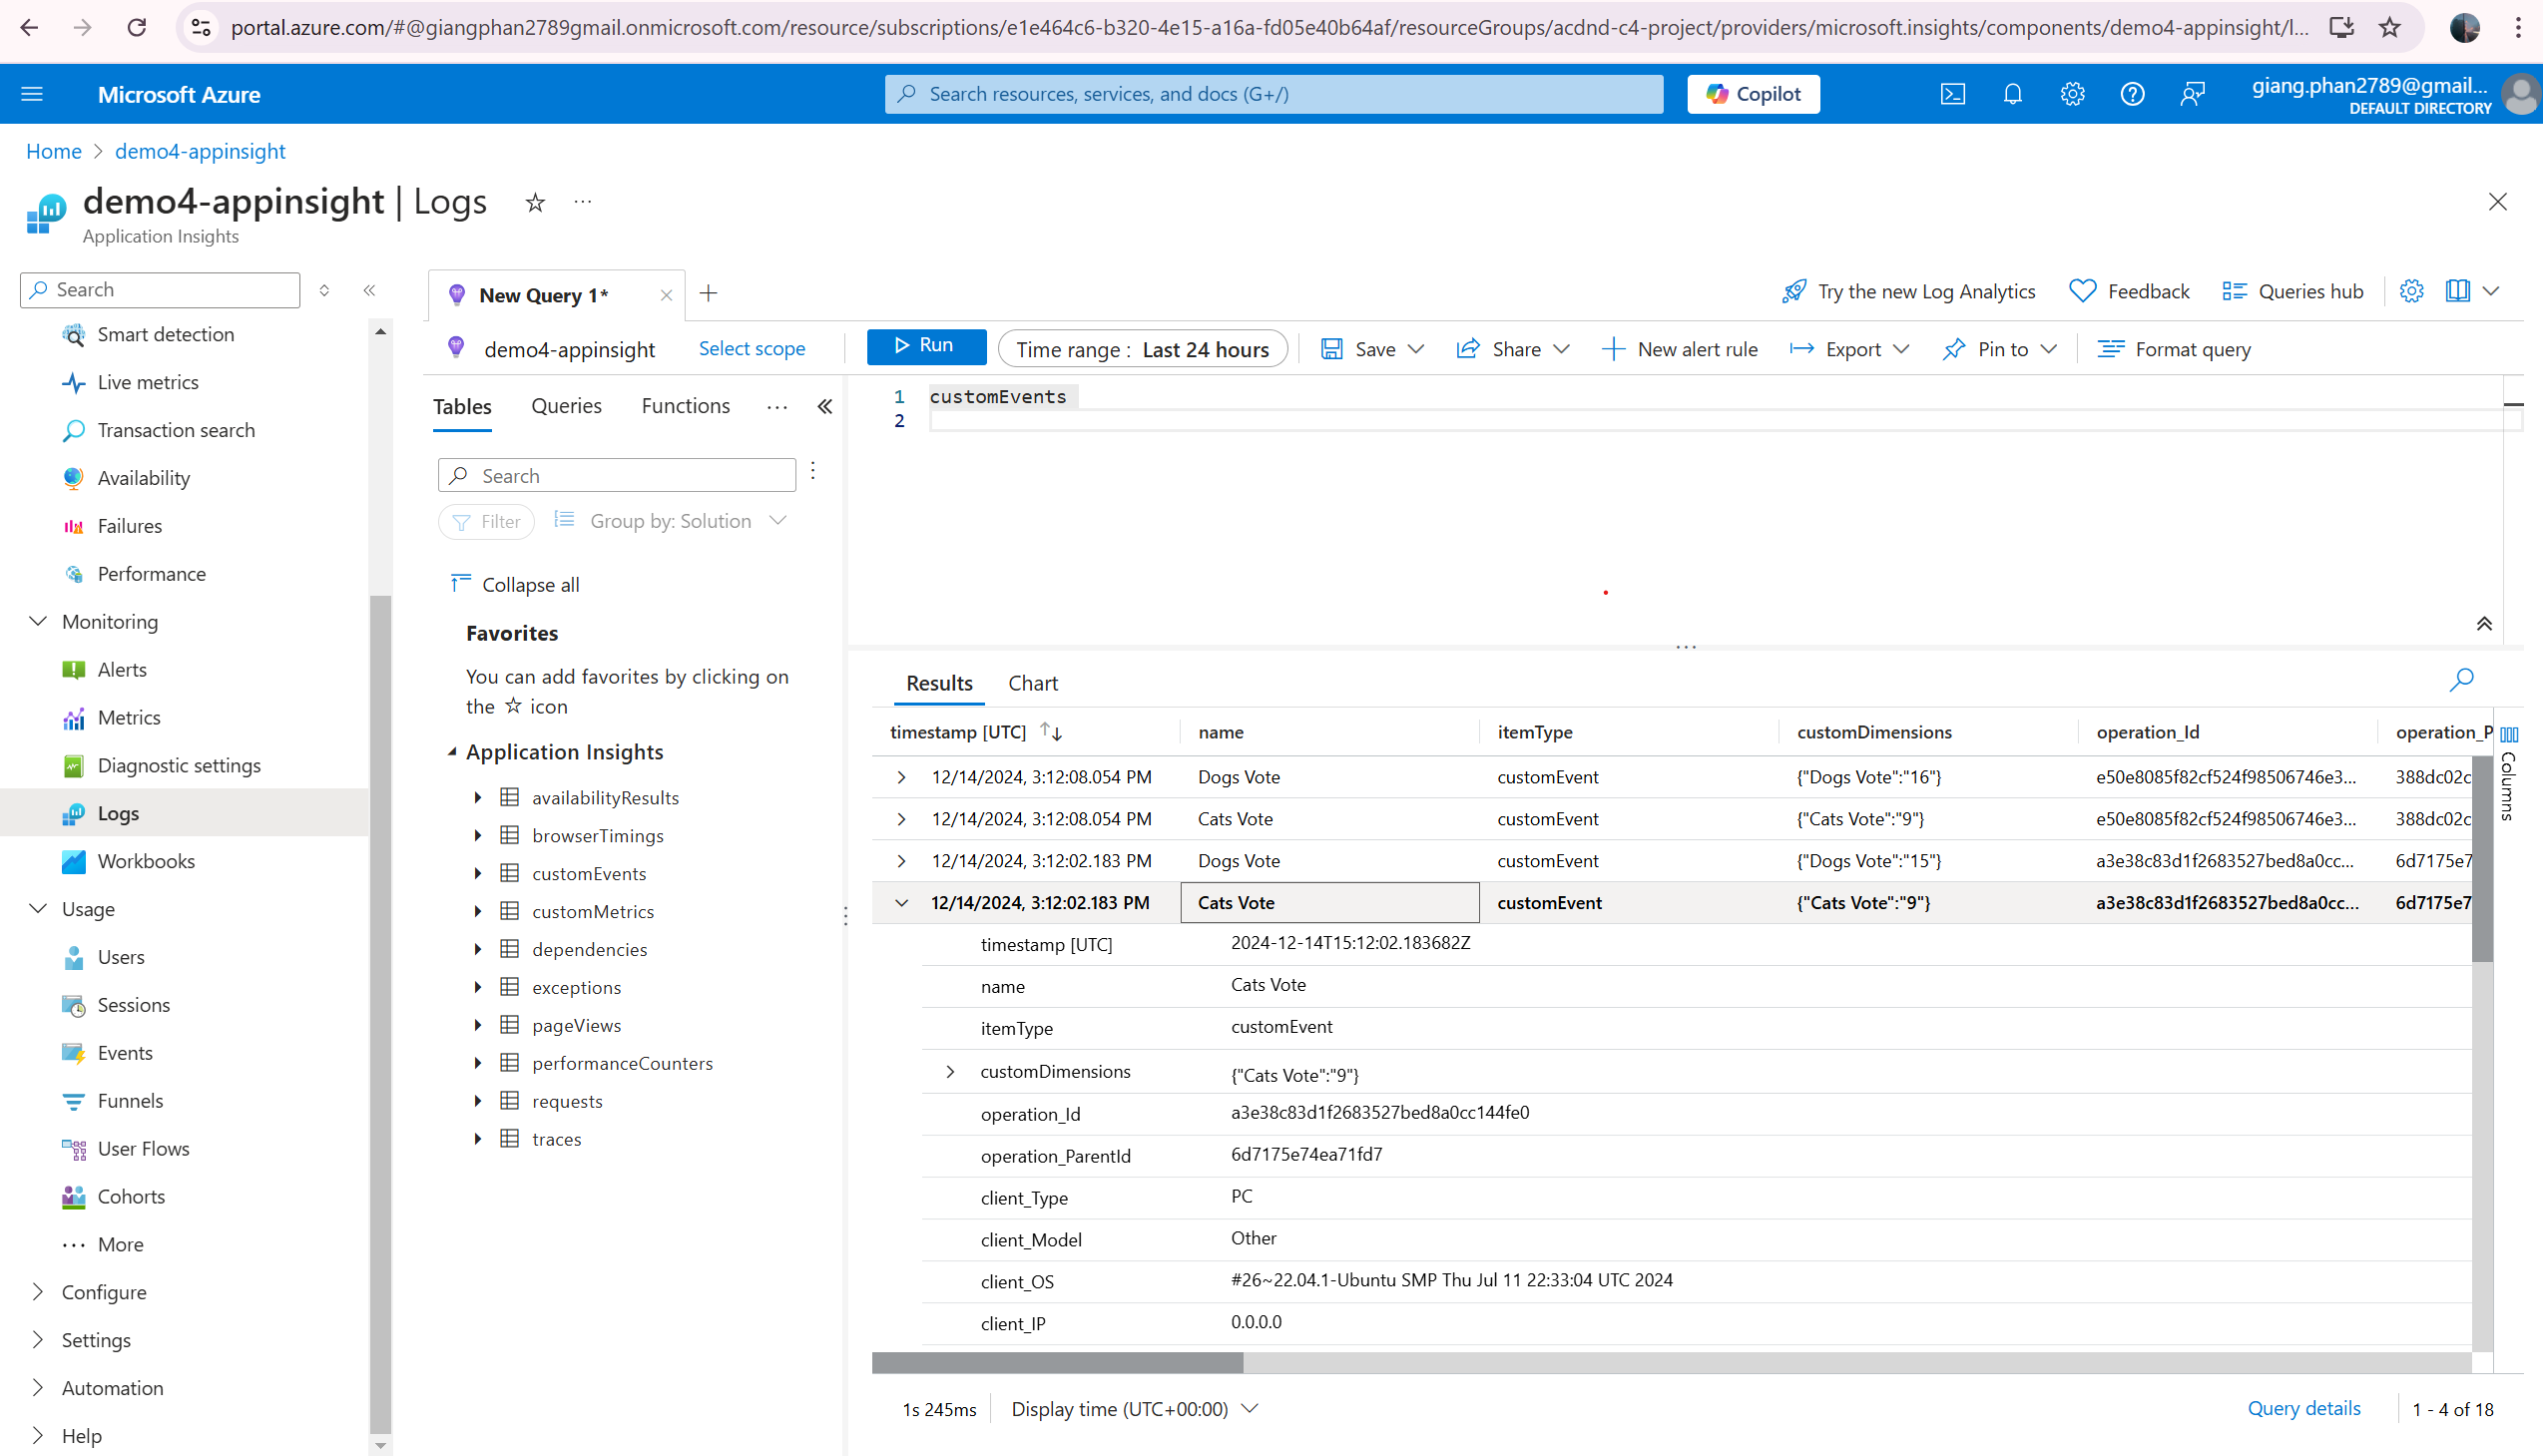 portal.azure.com/#@giangphan2789gmail.onmicrosoft.com/resource/subscriptions/e1e464c6-b320-4e15-a16a-fd05e40b64af/resourceGroups/acdnd-c4-project/providers/microsoft.insights/components/demo4-appinsight/l...
Microsoft Azure
Search resources, services, and docs (G+/)
Copilot
giang.phan2789@gmail...
DEFAULT DIRECTORY
Home > demo4-appinsight
demo4-appinsight | Logs
Application Insights
Search
Smart detection
Live metrics
Transaction search
Availability
Failures
Performance
Monitoring
Alerts
Metrics
Diagnostic settings
Logs
Workbooks
Usage
Users
Sessions
Events
Funnels
User Flows
Cohorts
More
Configure
Settings
Automation
Help
New Query 1*
Try the new Log Analytics
Feedback
Queries hub
demo4-appinsight
Select scope
Run
Time range : Last 24 hours
Save
Share
New alert rule
Export
Pin to
Format query
Tables
Queries
Functions
Search
Filter
Group by: Solution
Collapse all
Favorites
You can add favorites by clicking on
the ☆ icon
Application Insights
availabilityResults
browserTimings
customEvents
customMetrics
dependencies
exceptions
pageViews
performanceCounters
requests
traces
1 customEvents
2
Results
Chart
timestamp [UTC] name itemType customDimensions operation_Id operation_P
12/14/2024, 3:12:08.054 PM Dogs Vote customEvent {"Dogs Vote":"16"} e50e8085f82cf524f98506746e3... 388dc02c
12/14/2024, 3:12:08.054 PM Cats Vote customEvent {"Cats Vote":"9"} e50e8085f82cf524f98506746e3... 388dc02c
12/14/2024, 3:12:02.183 PM Dogs Vote customEvent {"Dogs Vote":"15"} a3e38c83d1f2683527bed8a0cc... 6d7175e7
12/14/2024, 3:12:02.183 PM Cats Vote customEvent {"Cats Vote":"9"} a3e38c83d1f2683527bed8a0cc... 6d7175e7
timestamp [UTC] 2024-12-14T15:12:02.183682Z
name Cats Vote
itemType customEvent
customDimensions {"Cats Vote":"9"}
operation_Id a3e38c83d1f2683527bed8a0cc144fe0
operation_ParentId 6d7175e74ea71fd7
client_Type PC
client_Model Other
client_OS #26~22.04.1-Ubuntu SMP Thu Jul 11 22:33:04 UTC 2024
client_IP 0.0.0.0
Columns
1s 245ms
Display time (UTC+00:00)
Query details
1 - 4 of 18